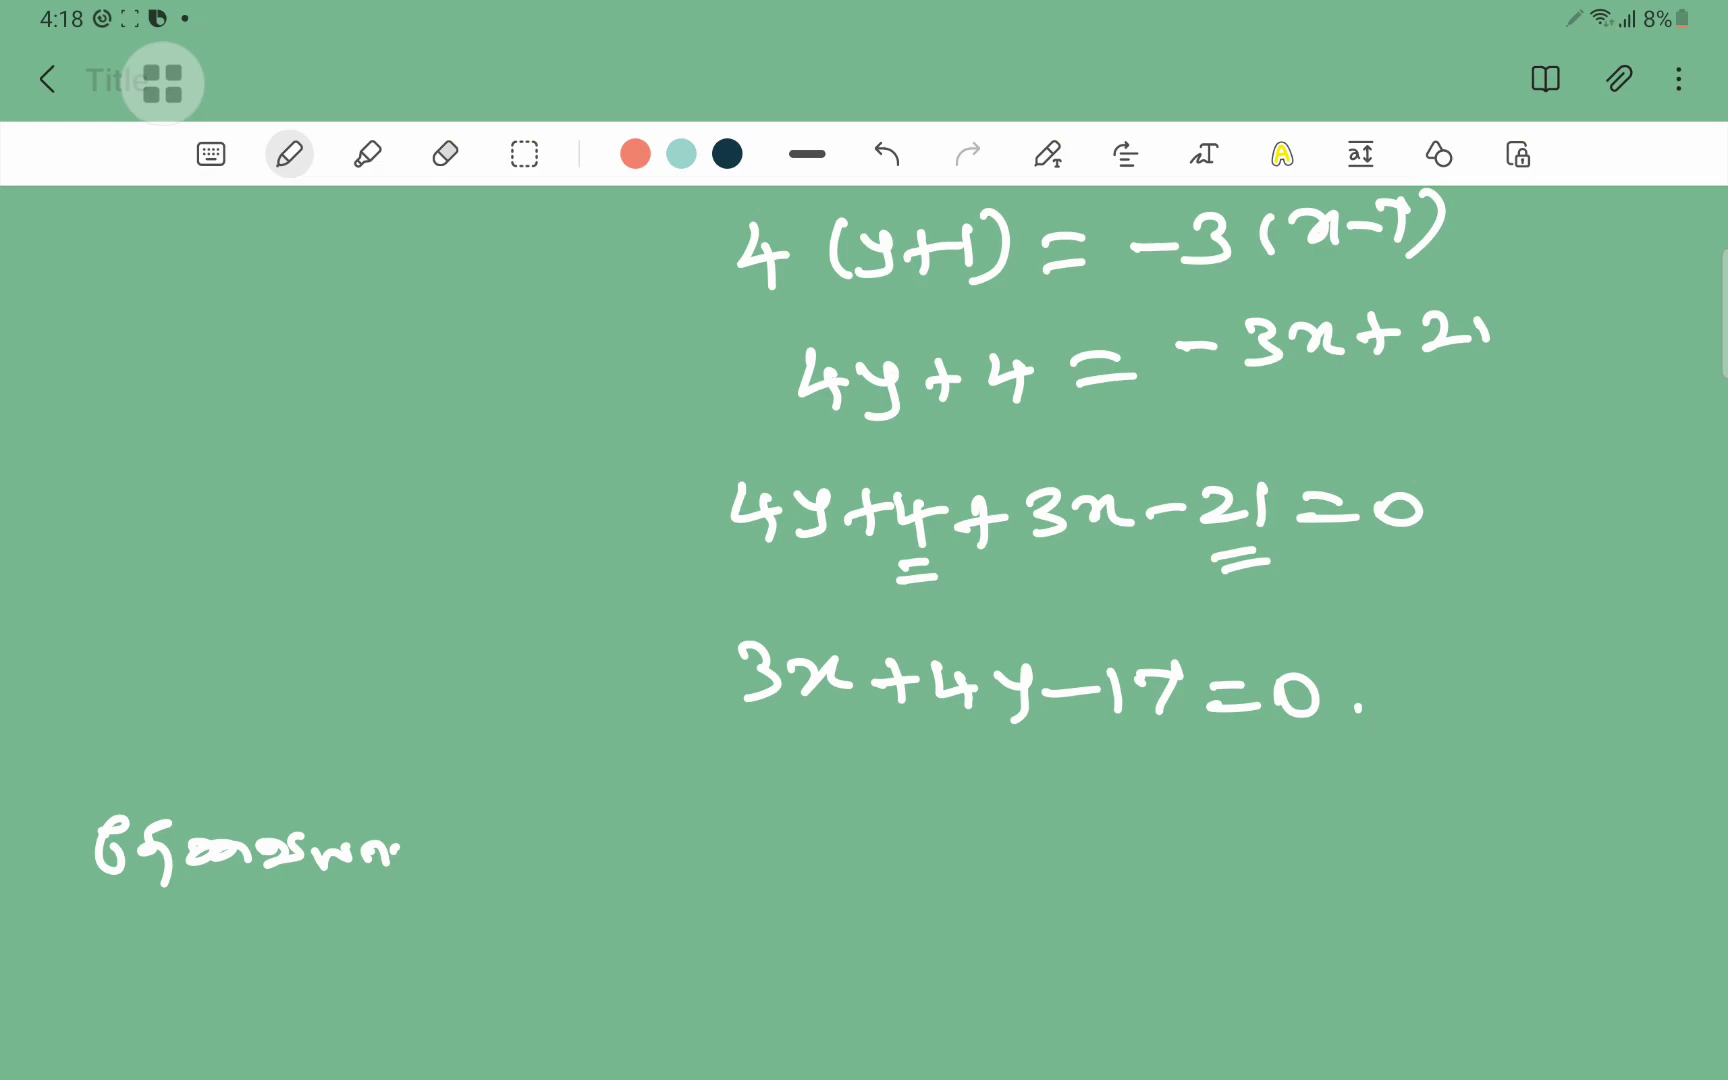 4:18
8%
Title
4 (y+1) = -3 (x-7)
4y + 4 = -3x + 21
4y + 4 + 3x - 21 = 0
3x + 4y - 17 = 0 .